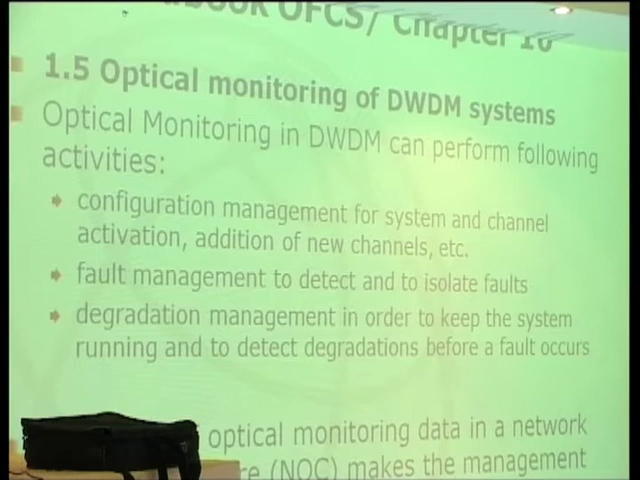 OFCS/ Chapter 10
1.5 Optical monitoring of DWDM systems
Optical Monitoring in DWDM can perform following
activities:
configuration management for system and channel
activation, addition of new channels, etc.
fault management to detect and to isolate faults
degradation management in order to keep the system
running and to detect degradations before a fault occurs
optical monitoring data in a network
(NOC) makes the management